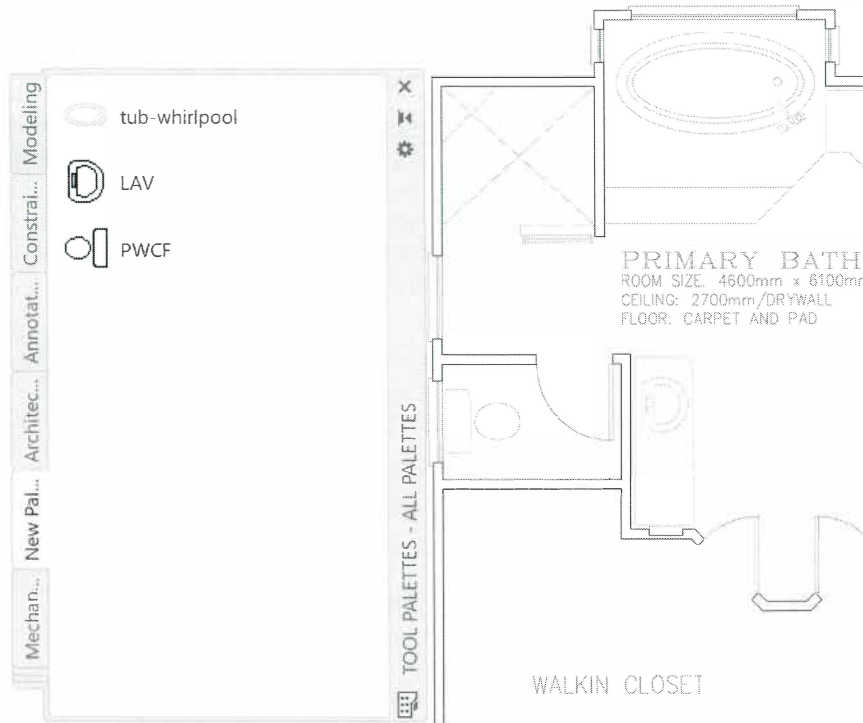 Modeling
Constrai...
Annotat...
Architec...
New Pal...
Mechan...
tub-whirlpool
LAV
PWCF
TOOL PALETTES - ALL PALETTES
PRIMARY BATH
ROOM SIZE: 4600mm x 6100mm
CEILING: 2700mm/DRYWALL
FLOOR: CARPET AND PAD
WALKIN CLOSET